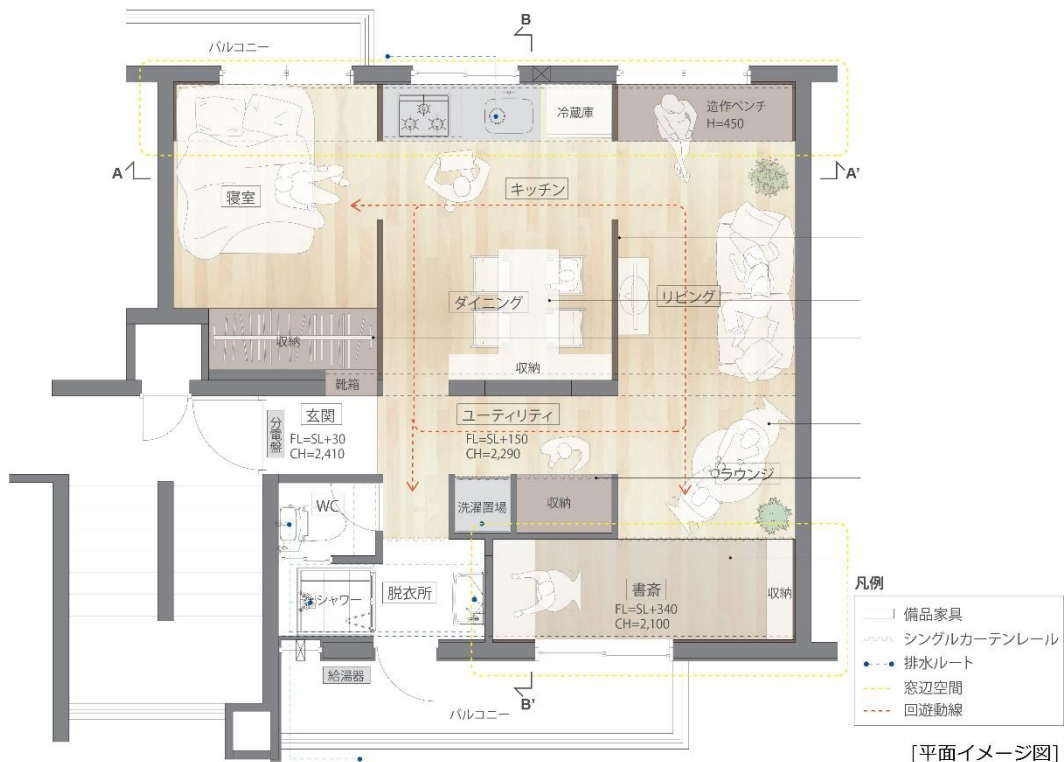 B
バルコニー
冷蔵庫
造作ベンチ
H=450
A
A'
寝室
キッチン
ダイニング
リビング
収納
収納
靴箱
玄関
FL=SL+30
CH=2,410
分電盤
ユーティリティ
FL=SL+150
CH=2,290
ラウンジ
WC
洗濯置場
収納
シャワー
脱衣所
書斎
FL=SL+340
CH=2,100
収納
給湯器
B'
バルコニー
凡例
備品家具
シングルカーテンレール
排水ルート
窓辺空間
回遊動線
[平面イメージ図]